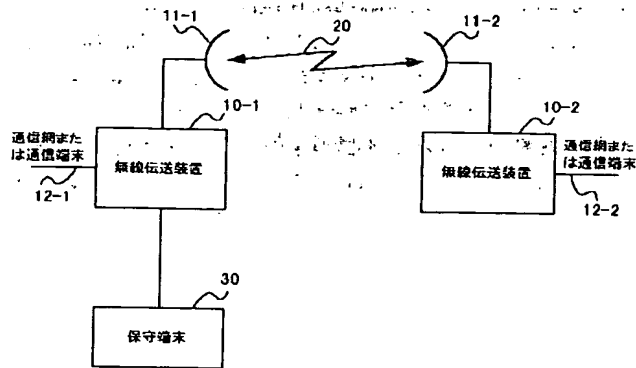 11-1
20
11-2
10-1
10-2
通信網また
は通信端末
12-1
無線伝送装置
無線伝送装置
通信網また
は通信端末
12-2
30
保守端末